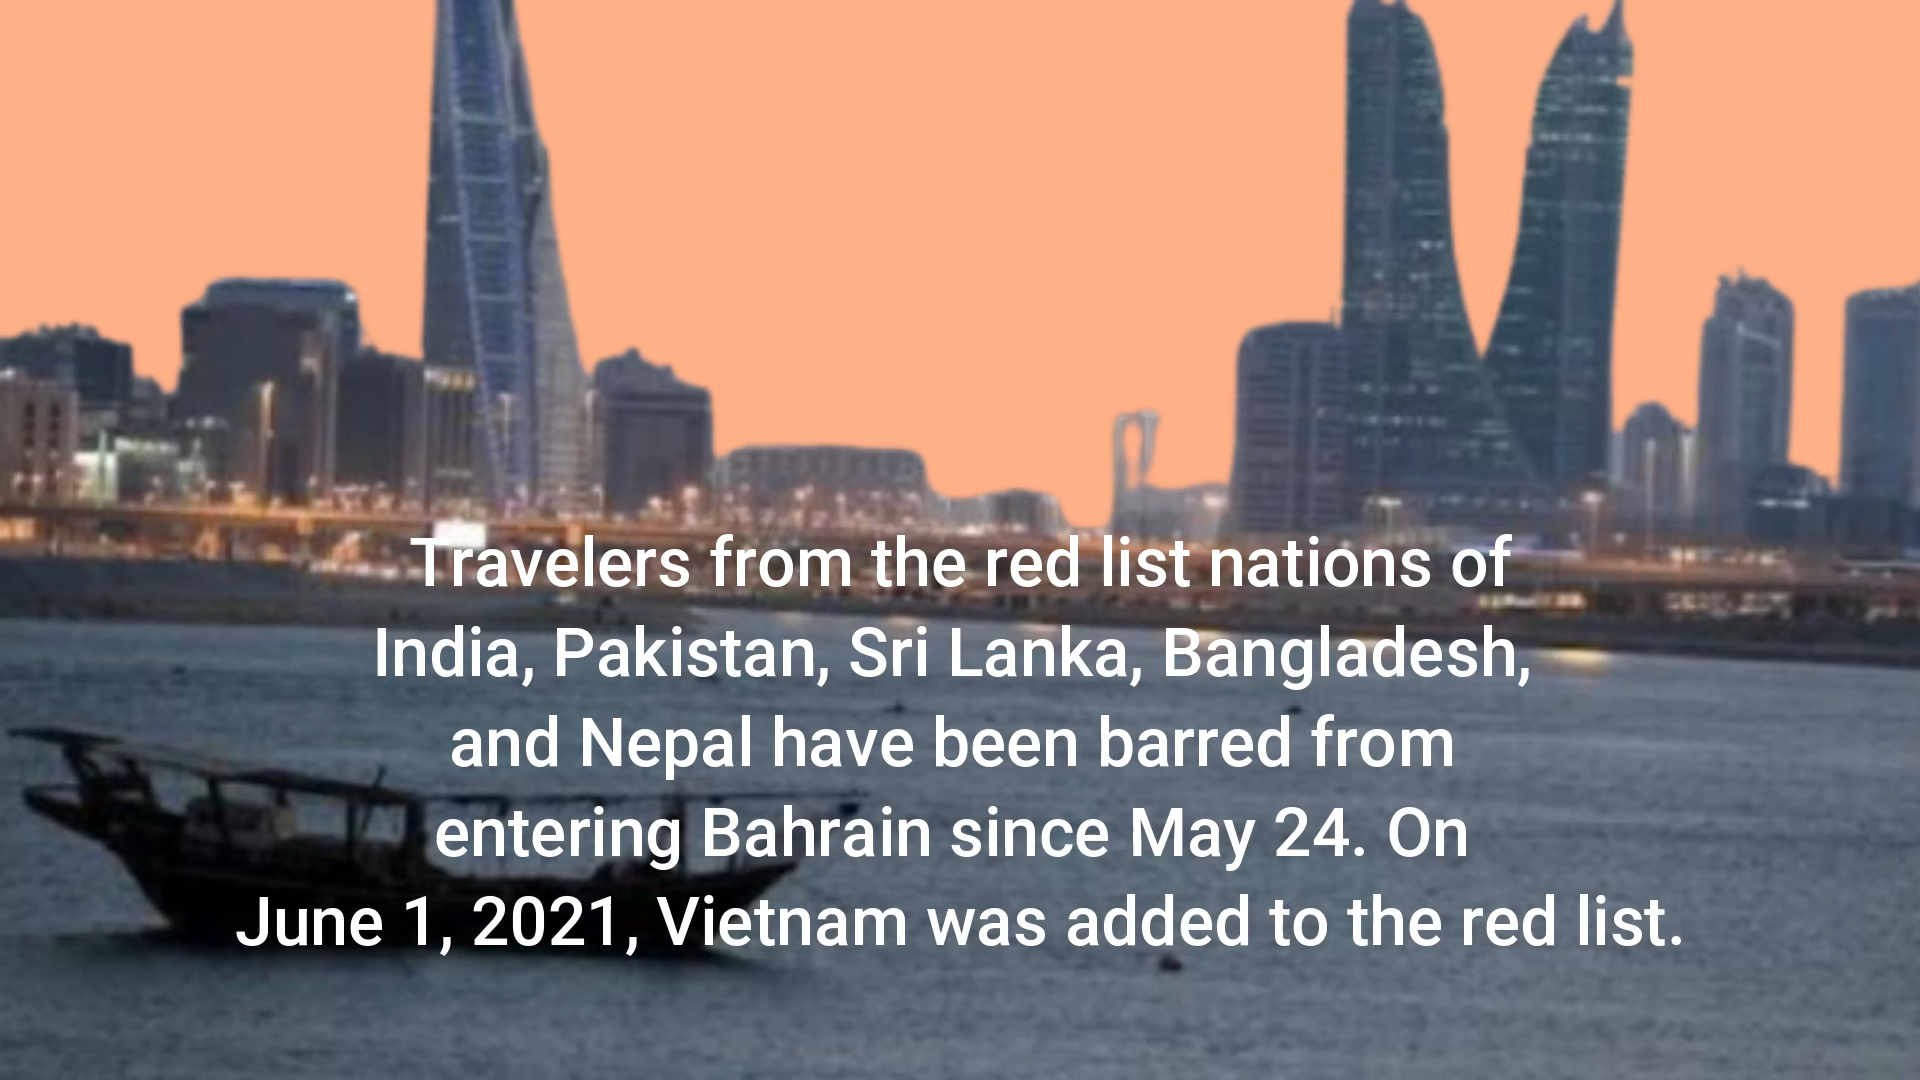 Travelers from the red list nations of
India, Pakistan, Sri Lanka, Bangladesh,
and Nepal have been barred from
entering Bahrain since May 24. On
June 1, 2021, Vietnam was added to the red list.